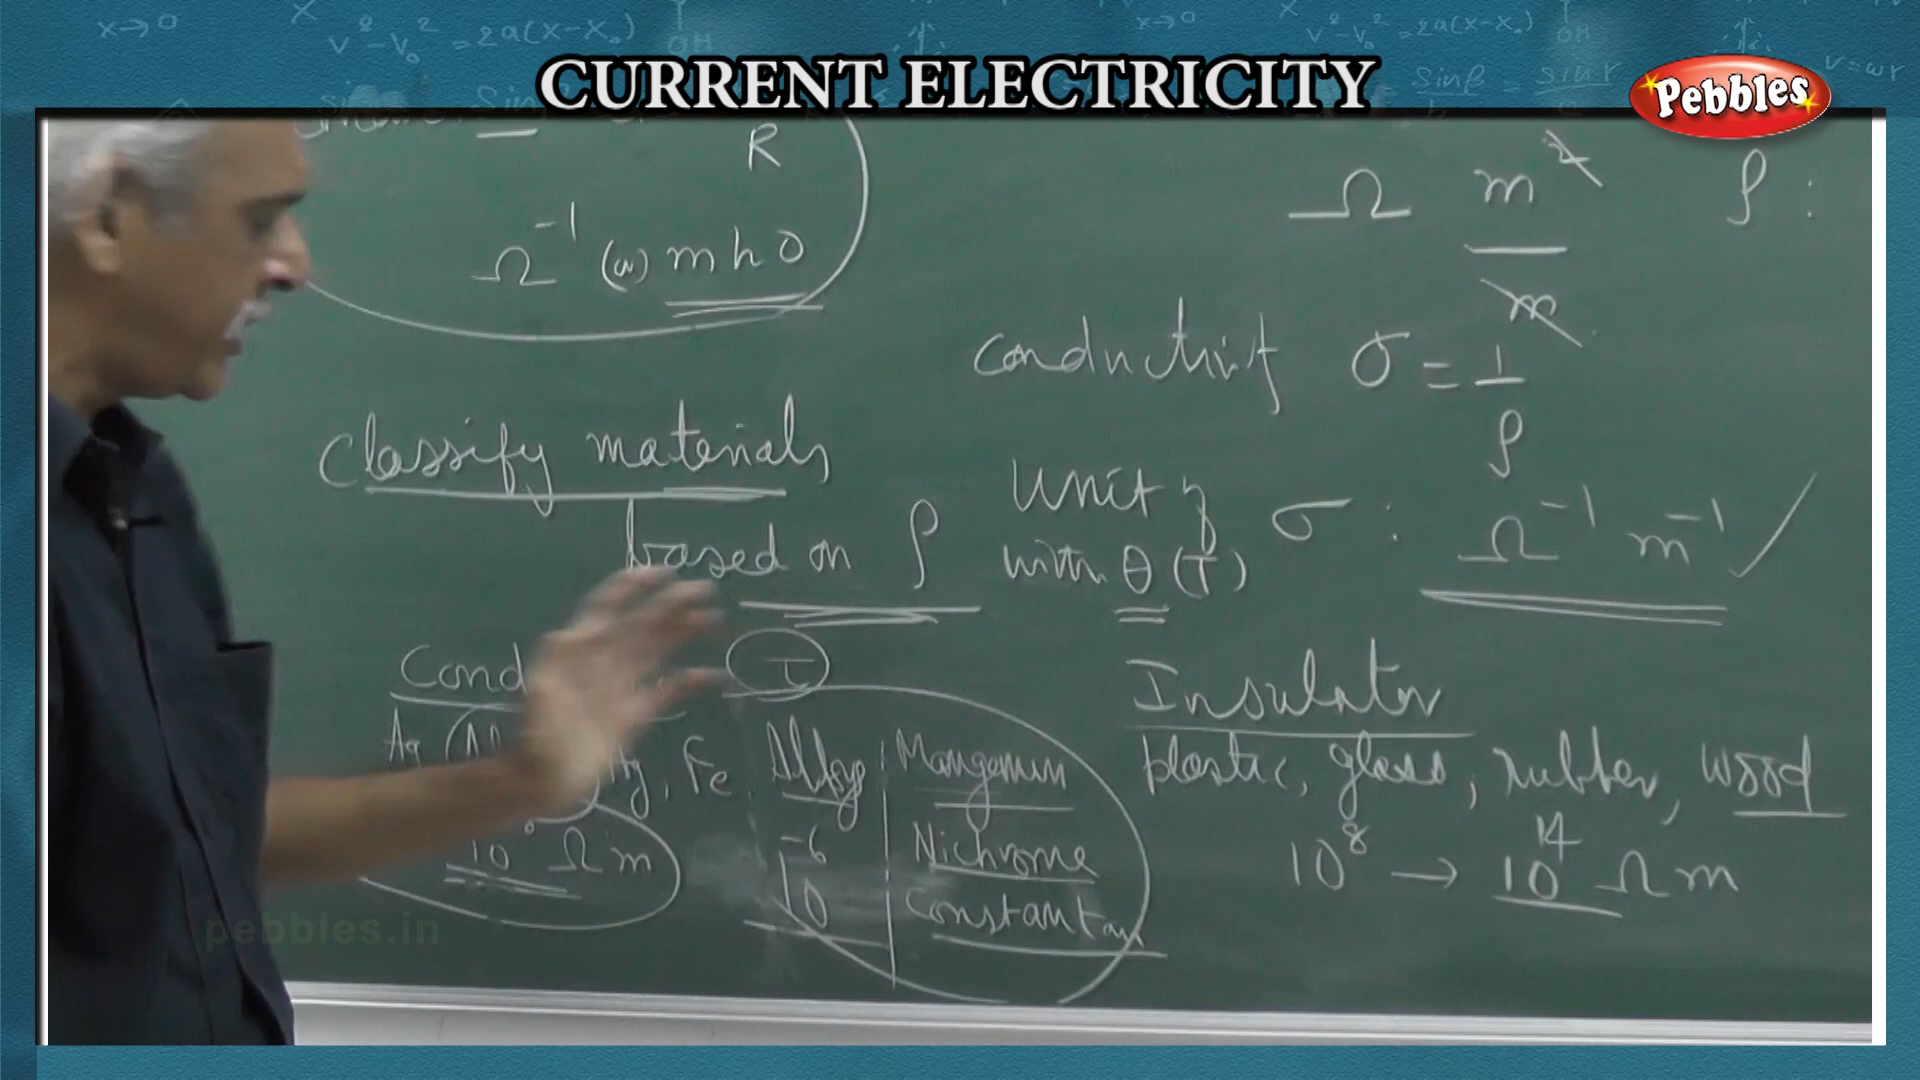 CURRENT ELECTRICITY
Pebbles
R
Ω⁻¹ (or) mho
Ω m² ρ :
m
Conductivity σ = 1
ρ
Classify materials
based on ρ
with θ (T)
Unit of σ : Ω⁻¹ m⁻¹
I
Insulator
Ag, Fe
Alloys
Manganin
plastic, glass, rubber, wood
Ω m
10⁻⁶
Nichrome
Constantan
10⁸ → 10¹⁴ Ω m
pebbles.in